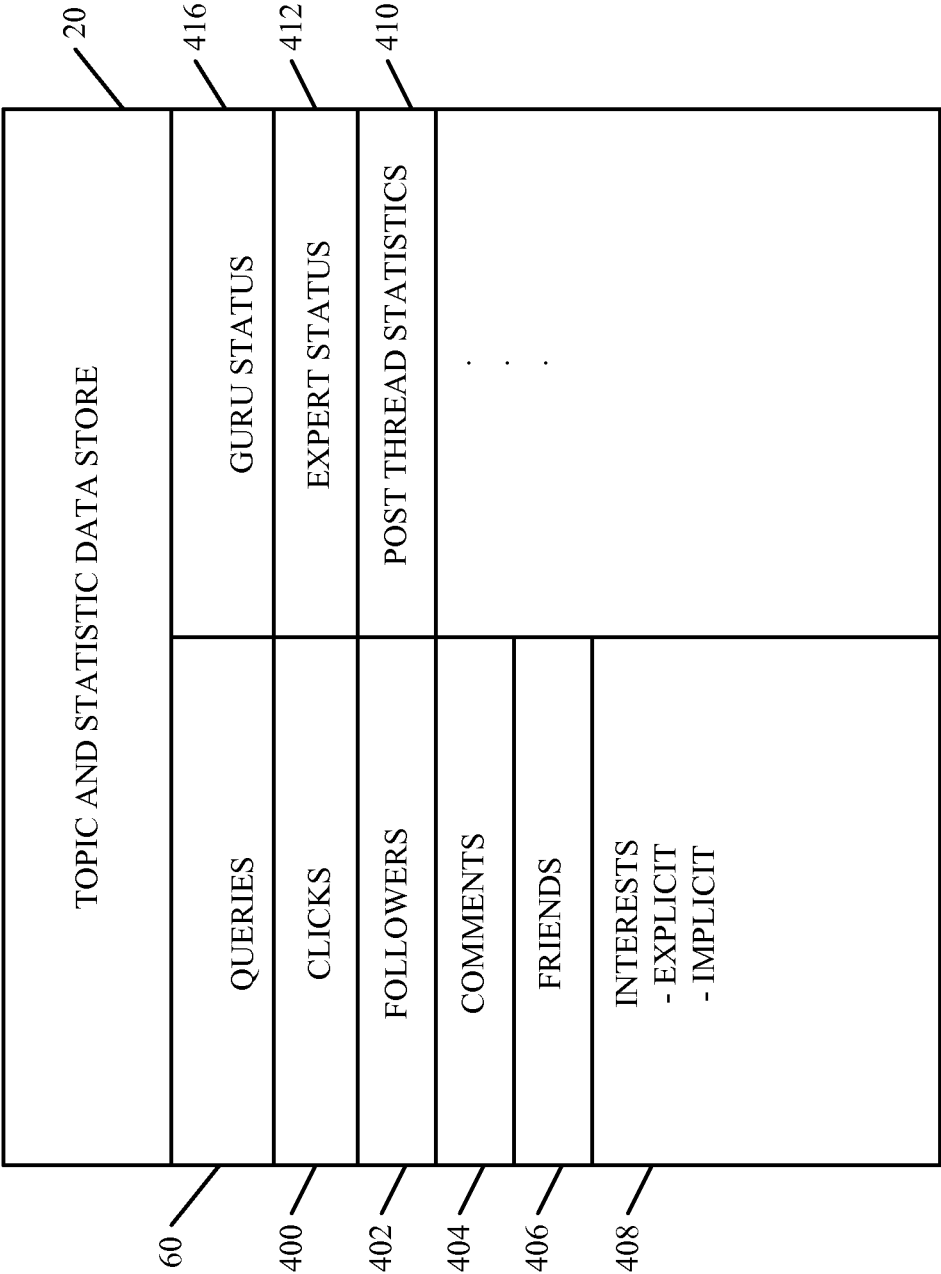 TOPIC AND STATISTIC DATA STORE
20
60
QUERIES
GURU STATUS
416
400
CLICKS
EXPERT STATUS
412
402
FOLLOWERS
POST THREAD STATISTICS
410
404
COMMENTS
. . .
406
FRIENDS
408
INTERESTS
- EXPLICIT
- IMPLICIT